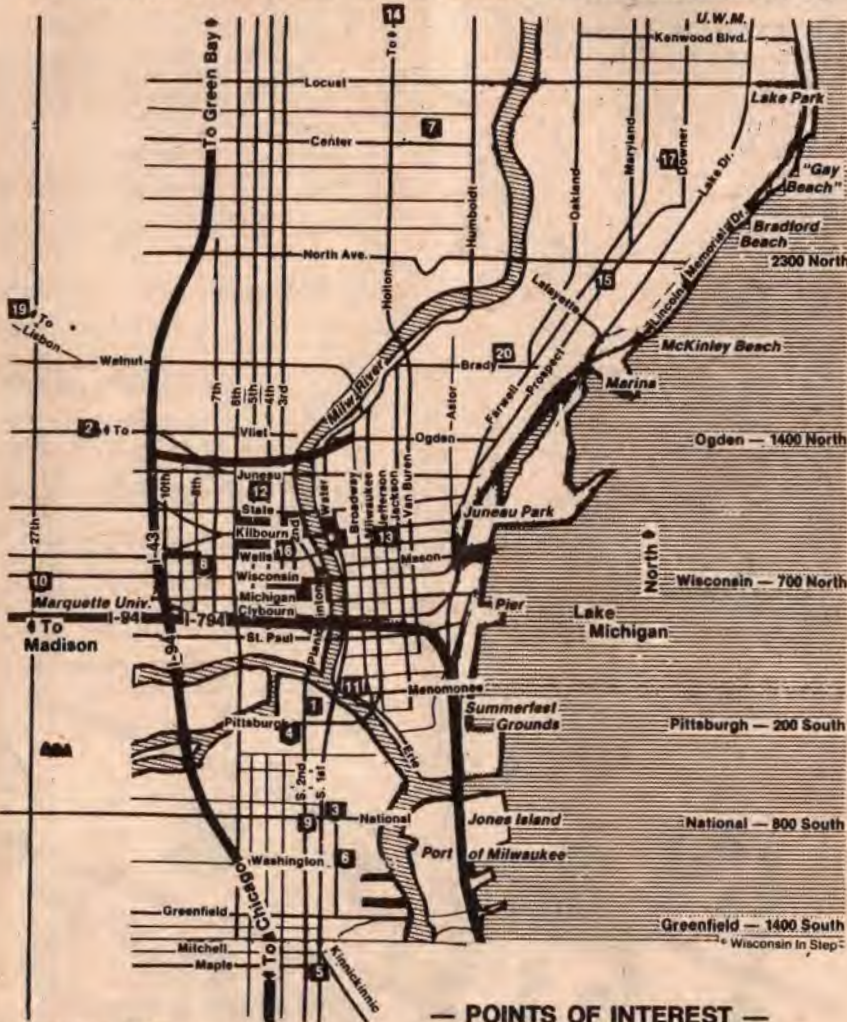 14
To
U.W.M.
Kenwood Blvd.
To Green Bay
Locust
Lake Park
7
Center
Humboldt
Oakland
Maryland
17
Downer
Lake Dr.
"Gay
Beach"
Bradford
Beach
North Ave.
Holton
2300 North
Lafayette
15
Lincoln Memorial Dr.
19
To
Lisbon
McKinley Beach
Walnut
Milw. River
20
Brady
Marina
7th
6th
5th
4th
3rd
Astor
Farwell
Prospect
2
To
Vliet
Ogden
Ogden — 1400 North
Juneau
10th
8th
12
2nd
Water
Broadway
Milwaukee
Jefferson
Jackson
Van Buren
State
Juneau Park
Kilbourn
13
27th
I-43
8
Wells
16
Mason
North
10
Wisconsin
Wisconsin — 700 North
Marquette Univ.
Michigan
Plankinton
Pier
Lake
Michigan
I-94
I-794
Clybourn
To
Madison
St. Paul
I-94
11
Menomonee
1
Summerfest
Grounds
Pittsburgh
4
Pittsburgh — 200 South
Erie
S. 2nd
S. 1st
3
9
National
Jones Island
National — 800 South
Washington
6
Port
of Milwaukee
To Chicago
Greenfield
Greenfield — 1400 South
© Wisconsin In Step
Mitchell
Maple
5
Kinnickinnic
— POINTS OF INTEREST —